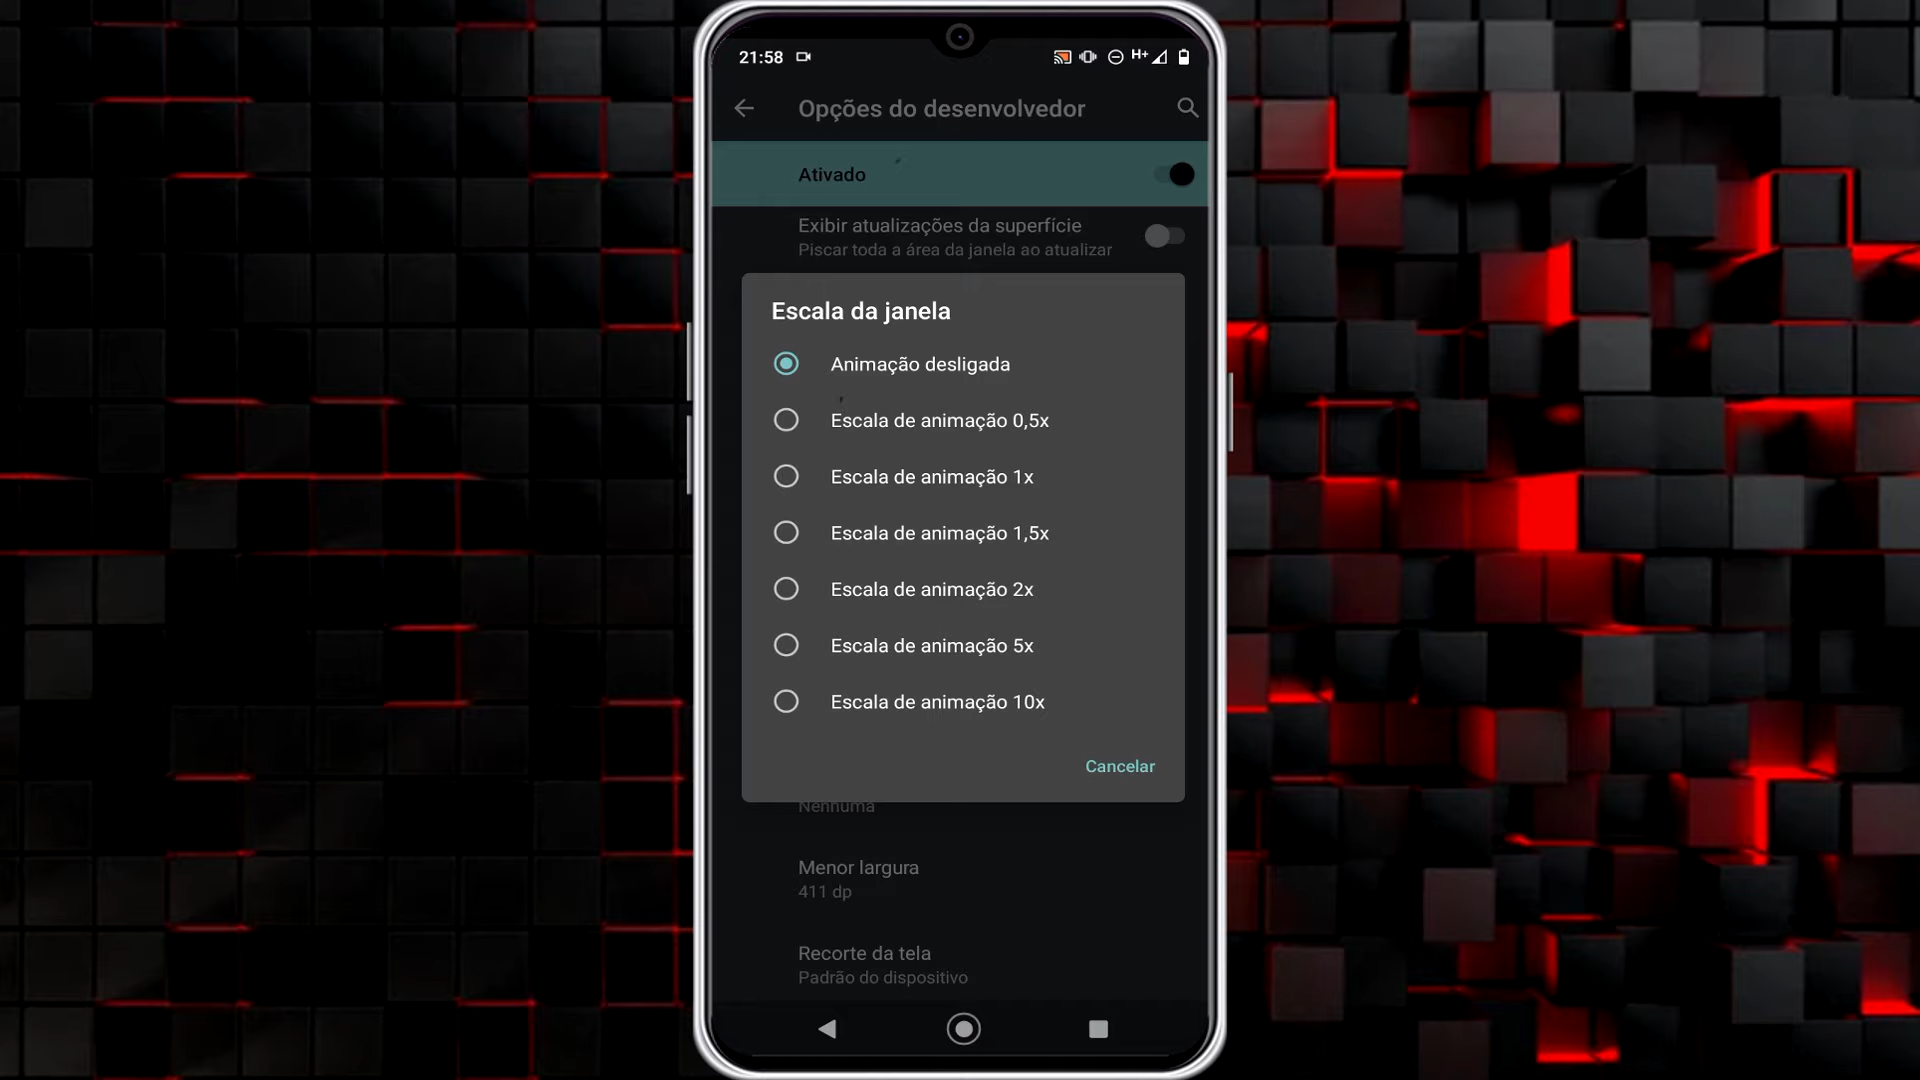 21:58 H+
Opções do desenvolvedor
Ativado
Exibir atualizações da superfície
Piscar toda a área da janela ao atualizar
Escala da janela
Animação desligada
Escala de animação 0,5x
Escala de animação 1x
Escala de animação 1,5x
Escala de animação 2x
Escala de animação 5x
Escala de animação 10x
Cancelar
Nenhuma
Menor largura
411 dp
Recorte da tela
Padrão do dispositivo